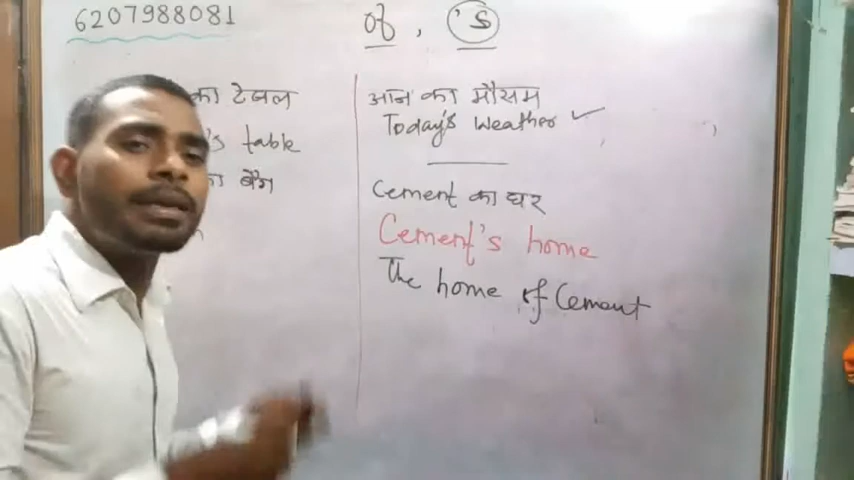 6207988081
of , 's
का टेबल
's table
का बैग
आज का मौसम
Today's Weather ✓
Cement का घर
Cement's home
The home of Cement